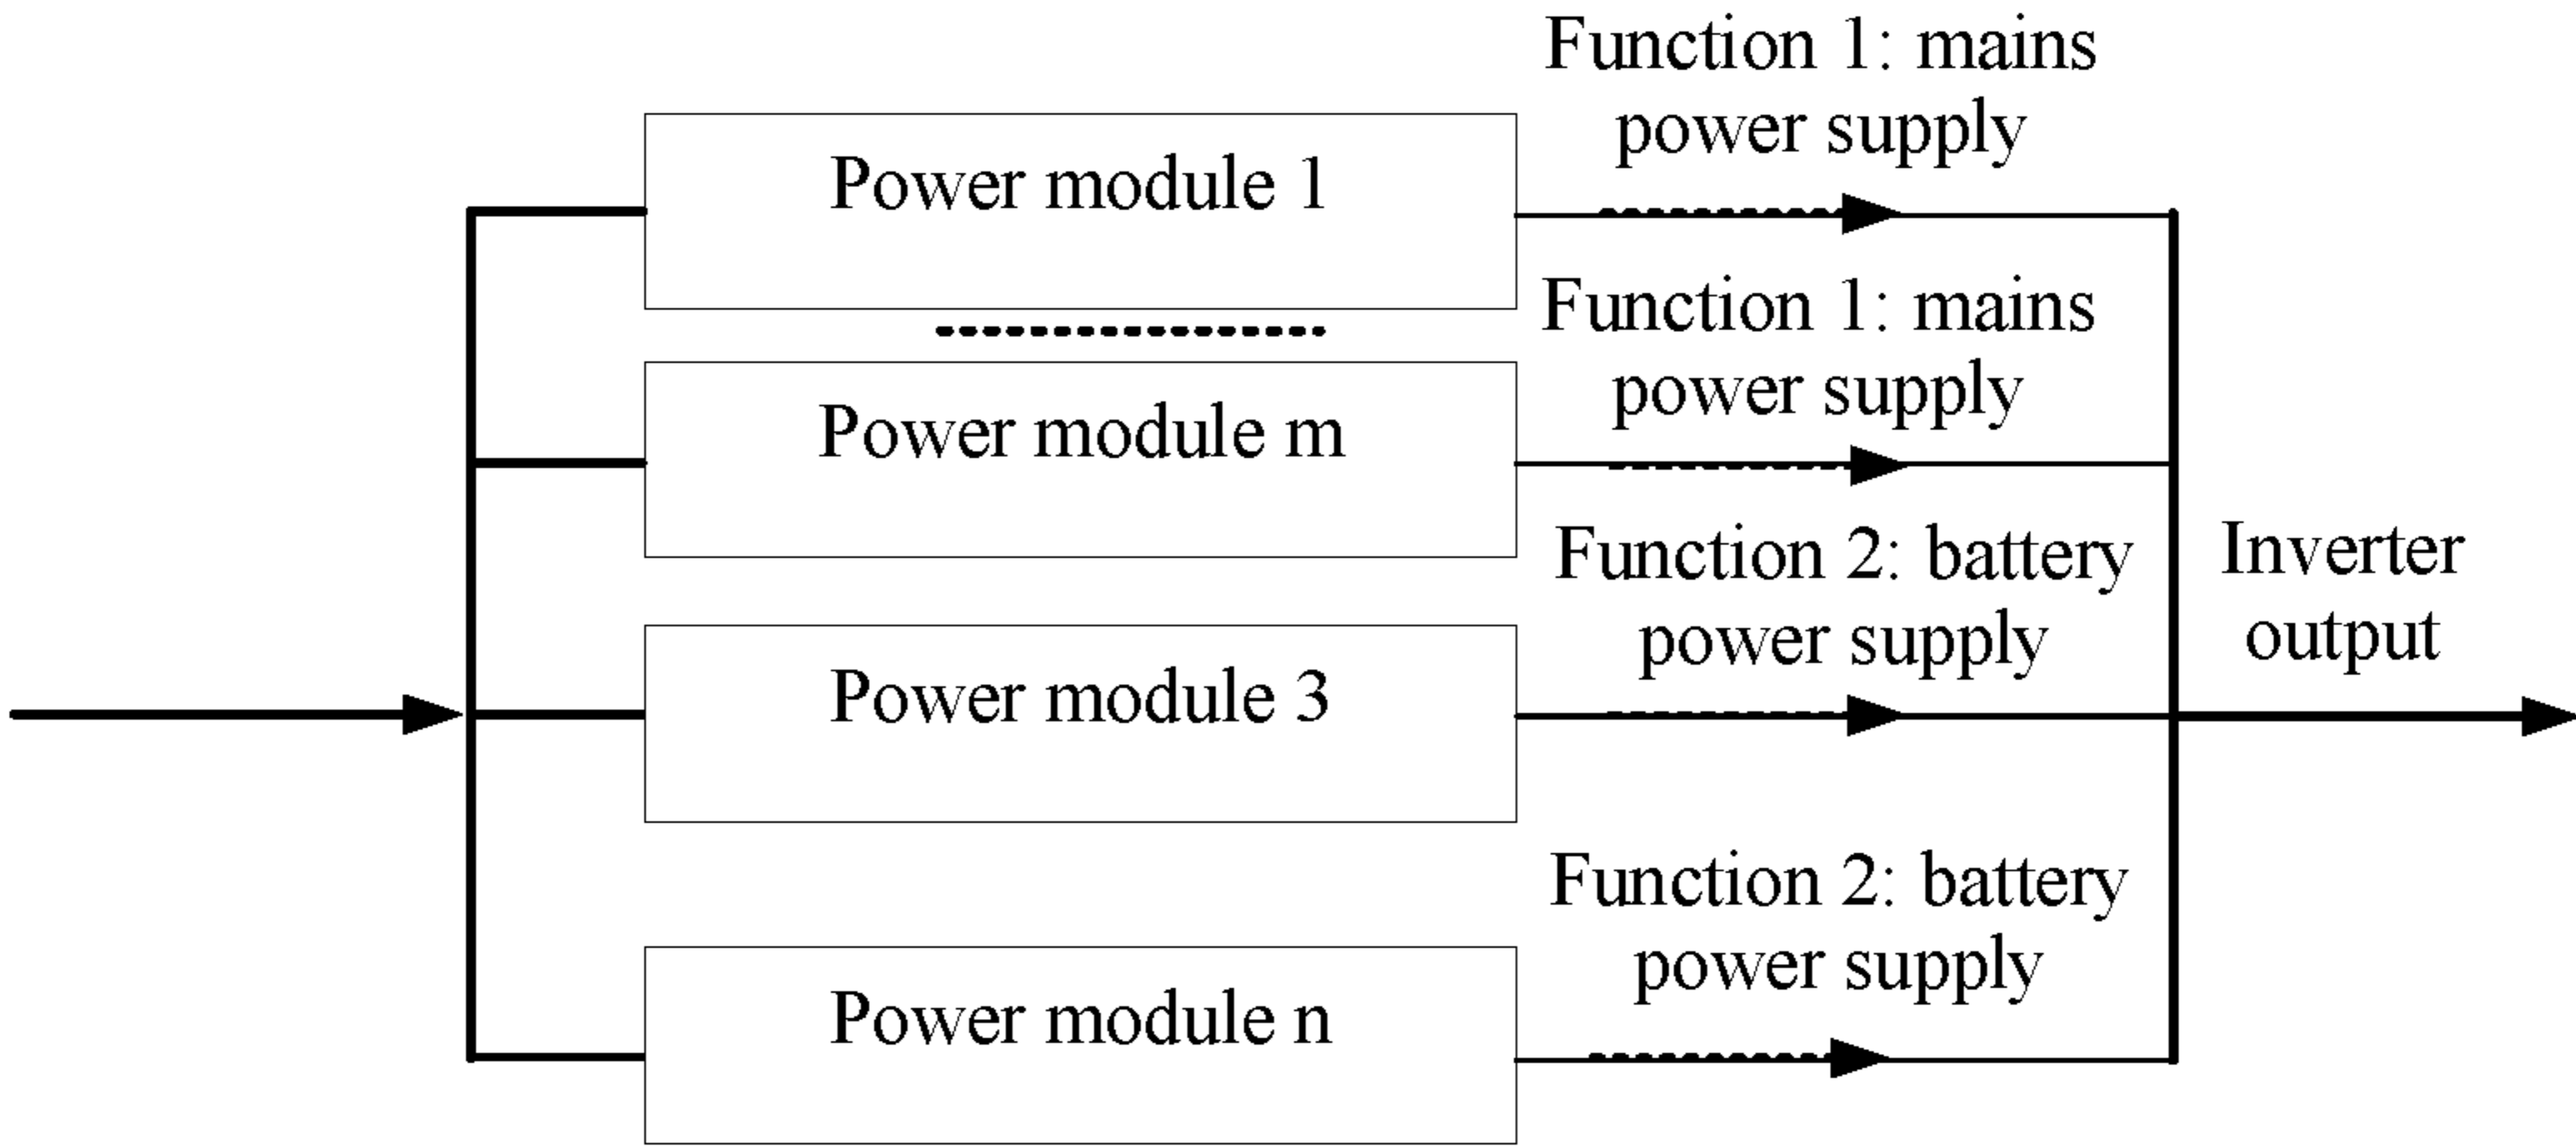 Function 1: mains
power supply
Power module 1
Function 1: mains
power supply
Power module m
Function 2: battery
power supply
Inverter
output
Power module 3
Function 2: battery
power supply
Power module n